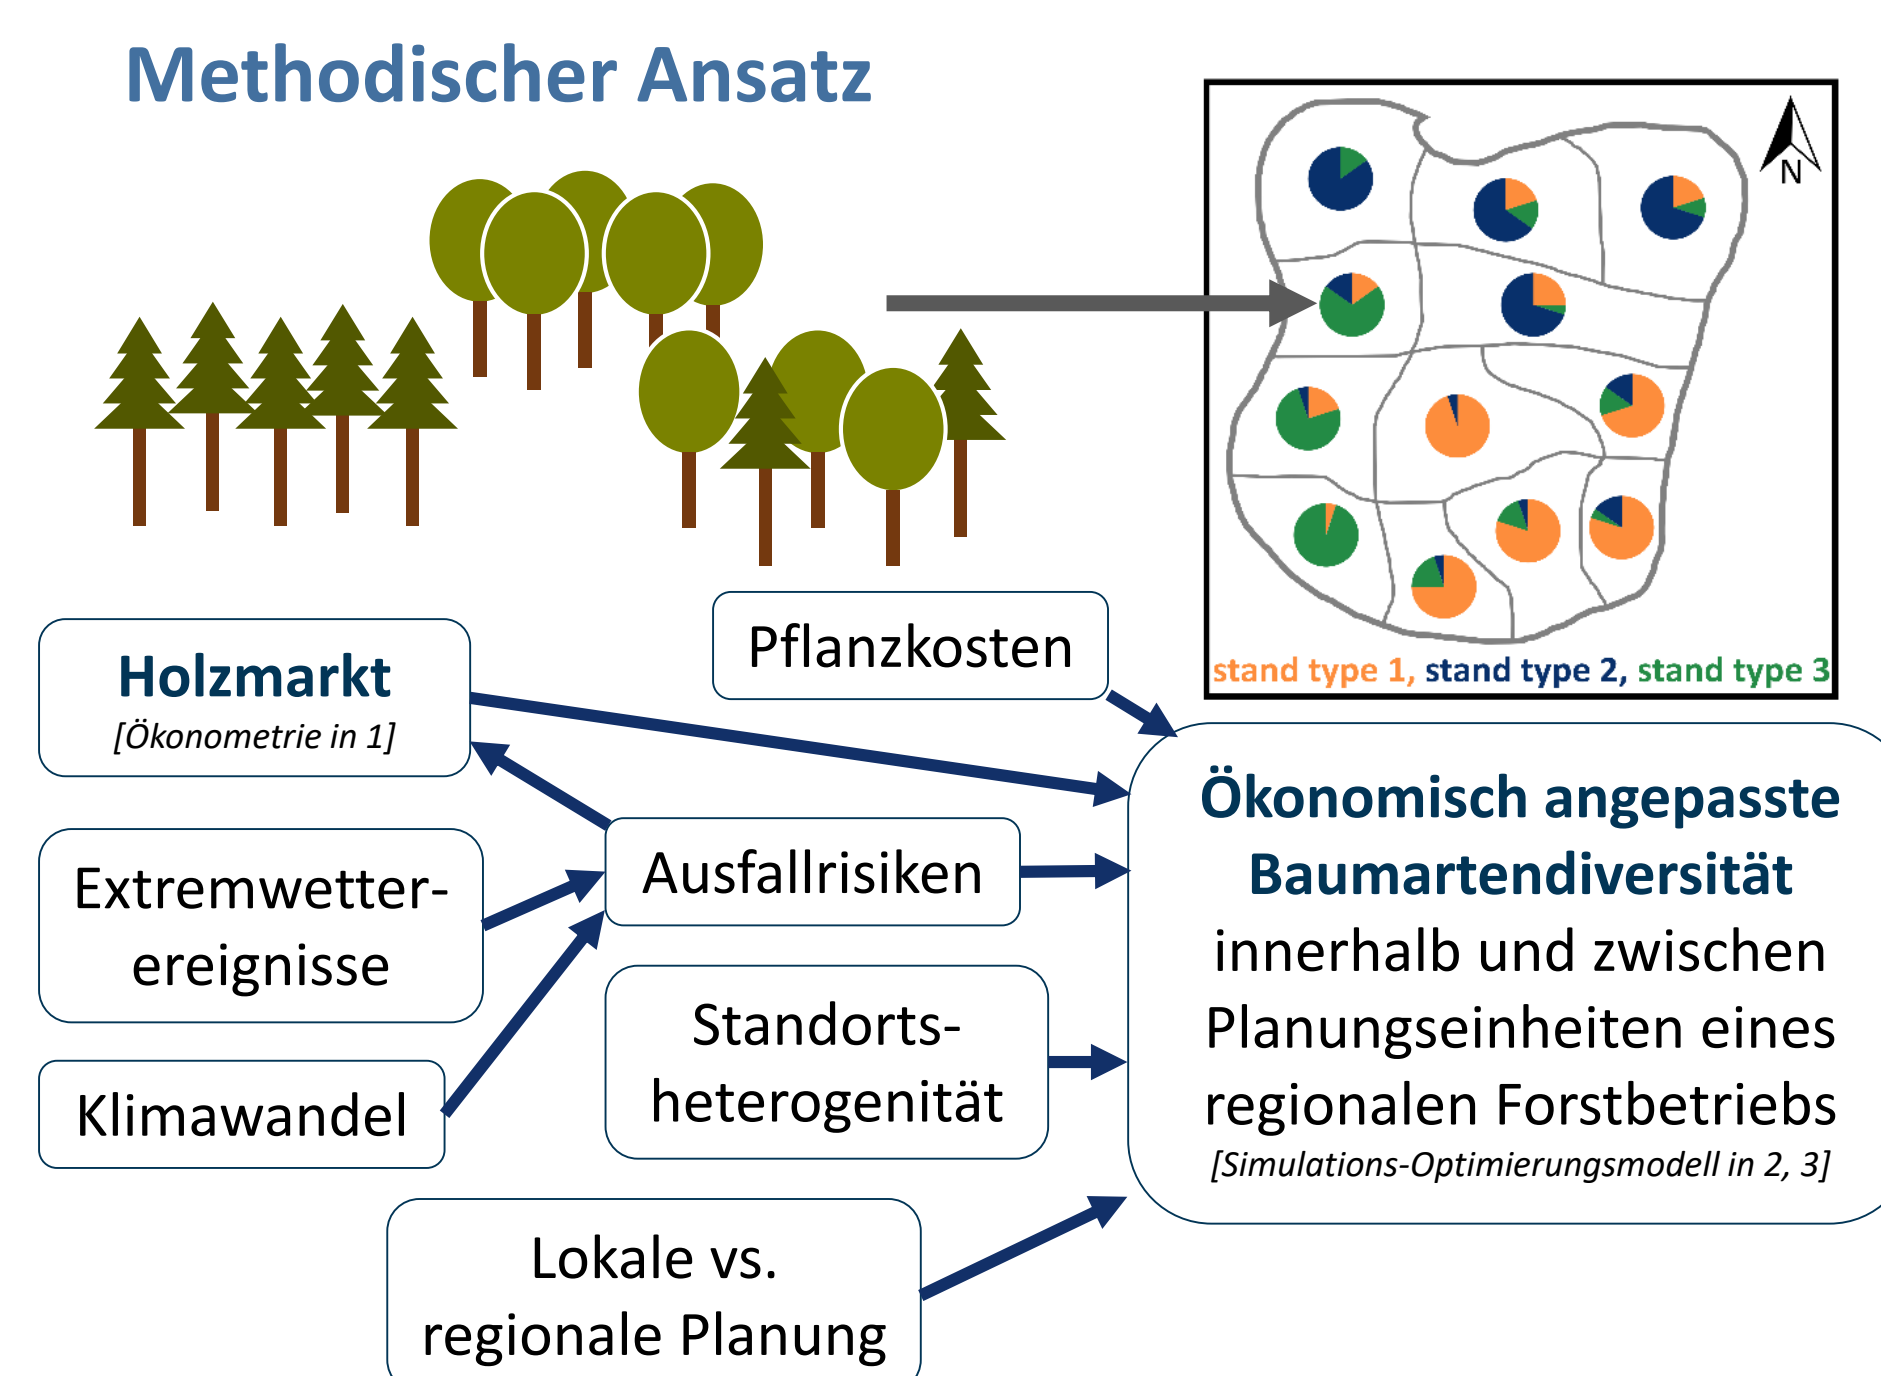 Methodischer Ansatz
N
stand type 1, stand type 2, stand type 3
Pflanzkosten
Holzmarkt
[Ökonometrie in 1]
Extremwetter-
ereignisse
Ausfallrisiken
Klimawandel
Standorts-
heterogenität
Lokale vs.
regionale Planung
Ökonomisch angepasste
Baumartendiversität
innerhalb und zwischen
Planungseinheiten eines
regionalen Forstbetriebs
[Simulations-Optimierungsmodell in 2, 3]